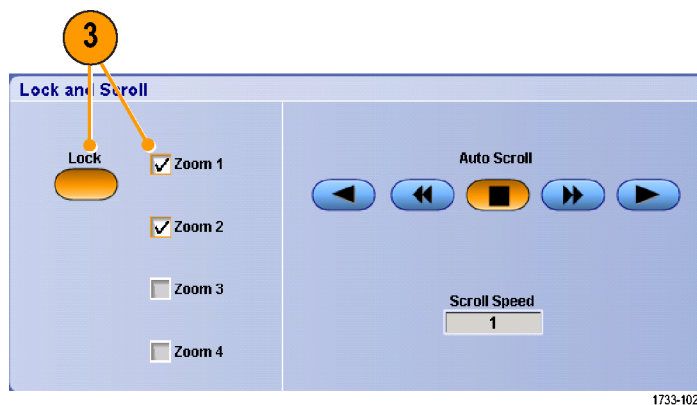 3
Lock and Scroll
Lock
Zoom 1
Zoom 2
Zoom 3
Zoom 4
Auto Scroll
Scroll Speed
1
1733-102